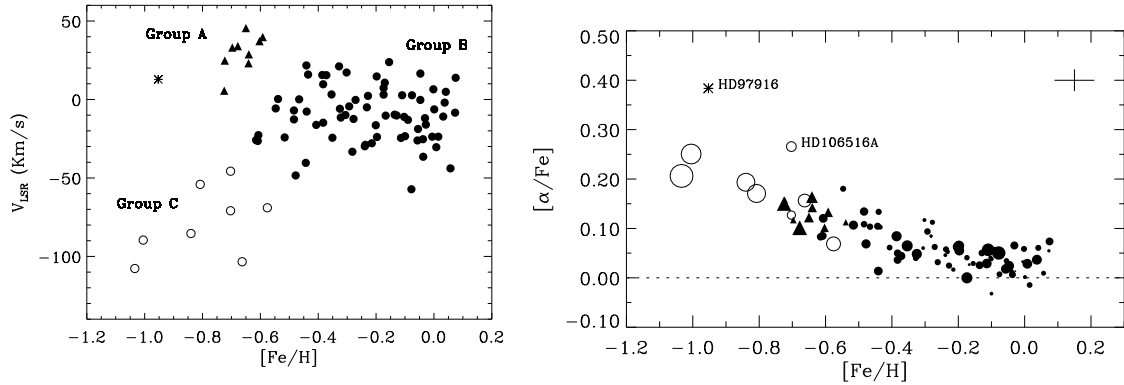 50
0
−50
−100
V_LSR (Km/s)
Group A
Group B
Group C
−1.2 −1.0 −0.8 −0.6 −0.4 −0.2 0.0 0.2
[Fe/H]
0.50
0.40
0.30
0.20
0.10
0.00
−0.10
[α/Fe]
HD97916
HD106516A
−1.2 −1.0 −0.8 −0.6 −0.4 −0.2 0.0
[Fe/H]